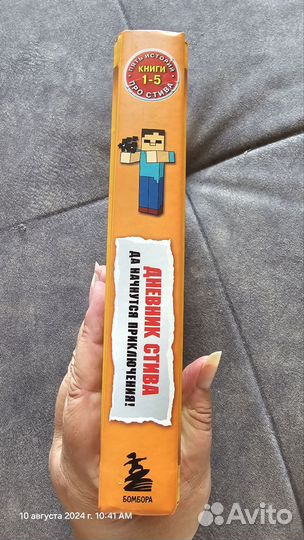 ПЯТЬ ИСТОРИЙ
КНИГИ
1-5
ПРО СТИВА
ДНЕВНИК СТИВА
ДА НАЧНУТСЯ ПРИКЛЮЧЕНИЯ!
БОМБОРА
10 августа 2024 г. 10:41 AM
Avito